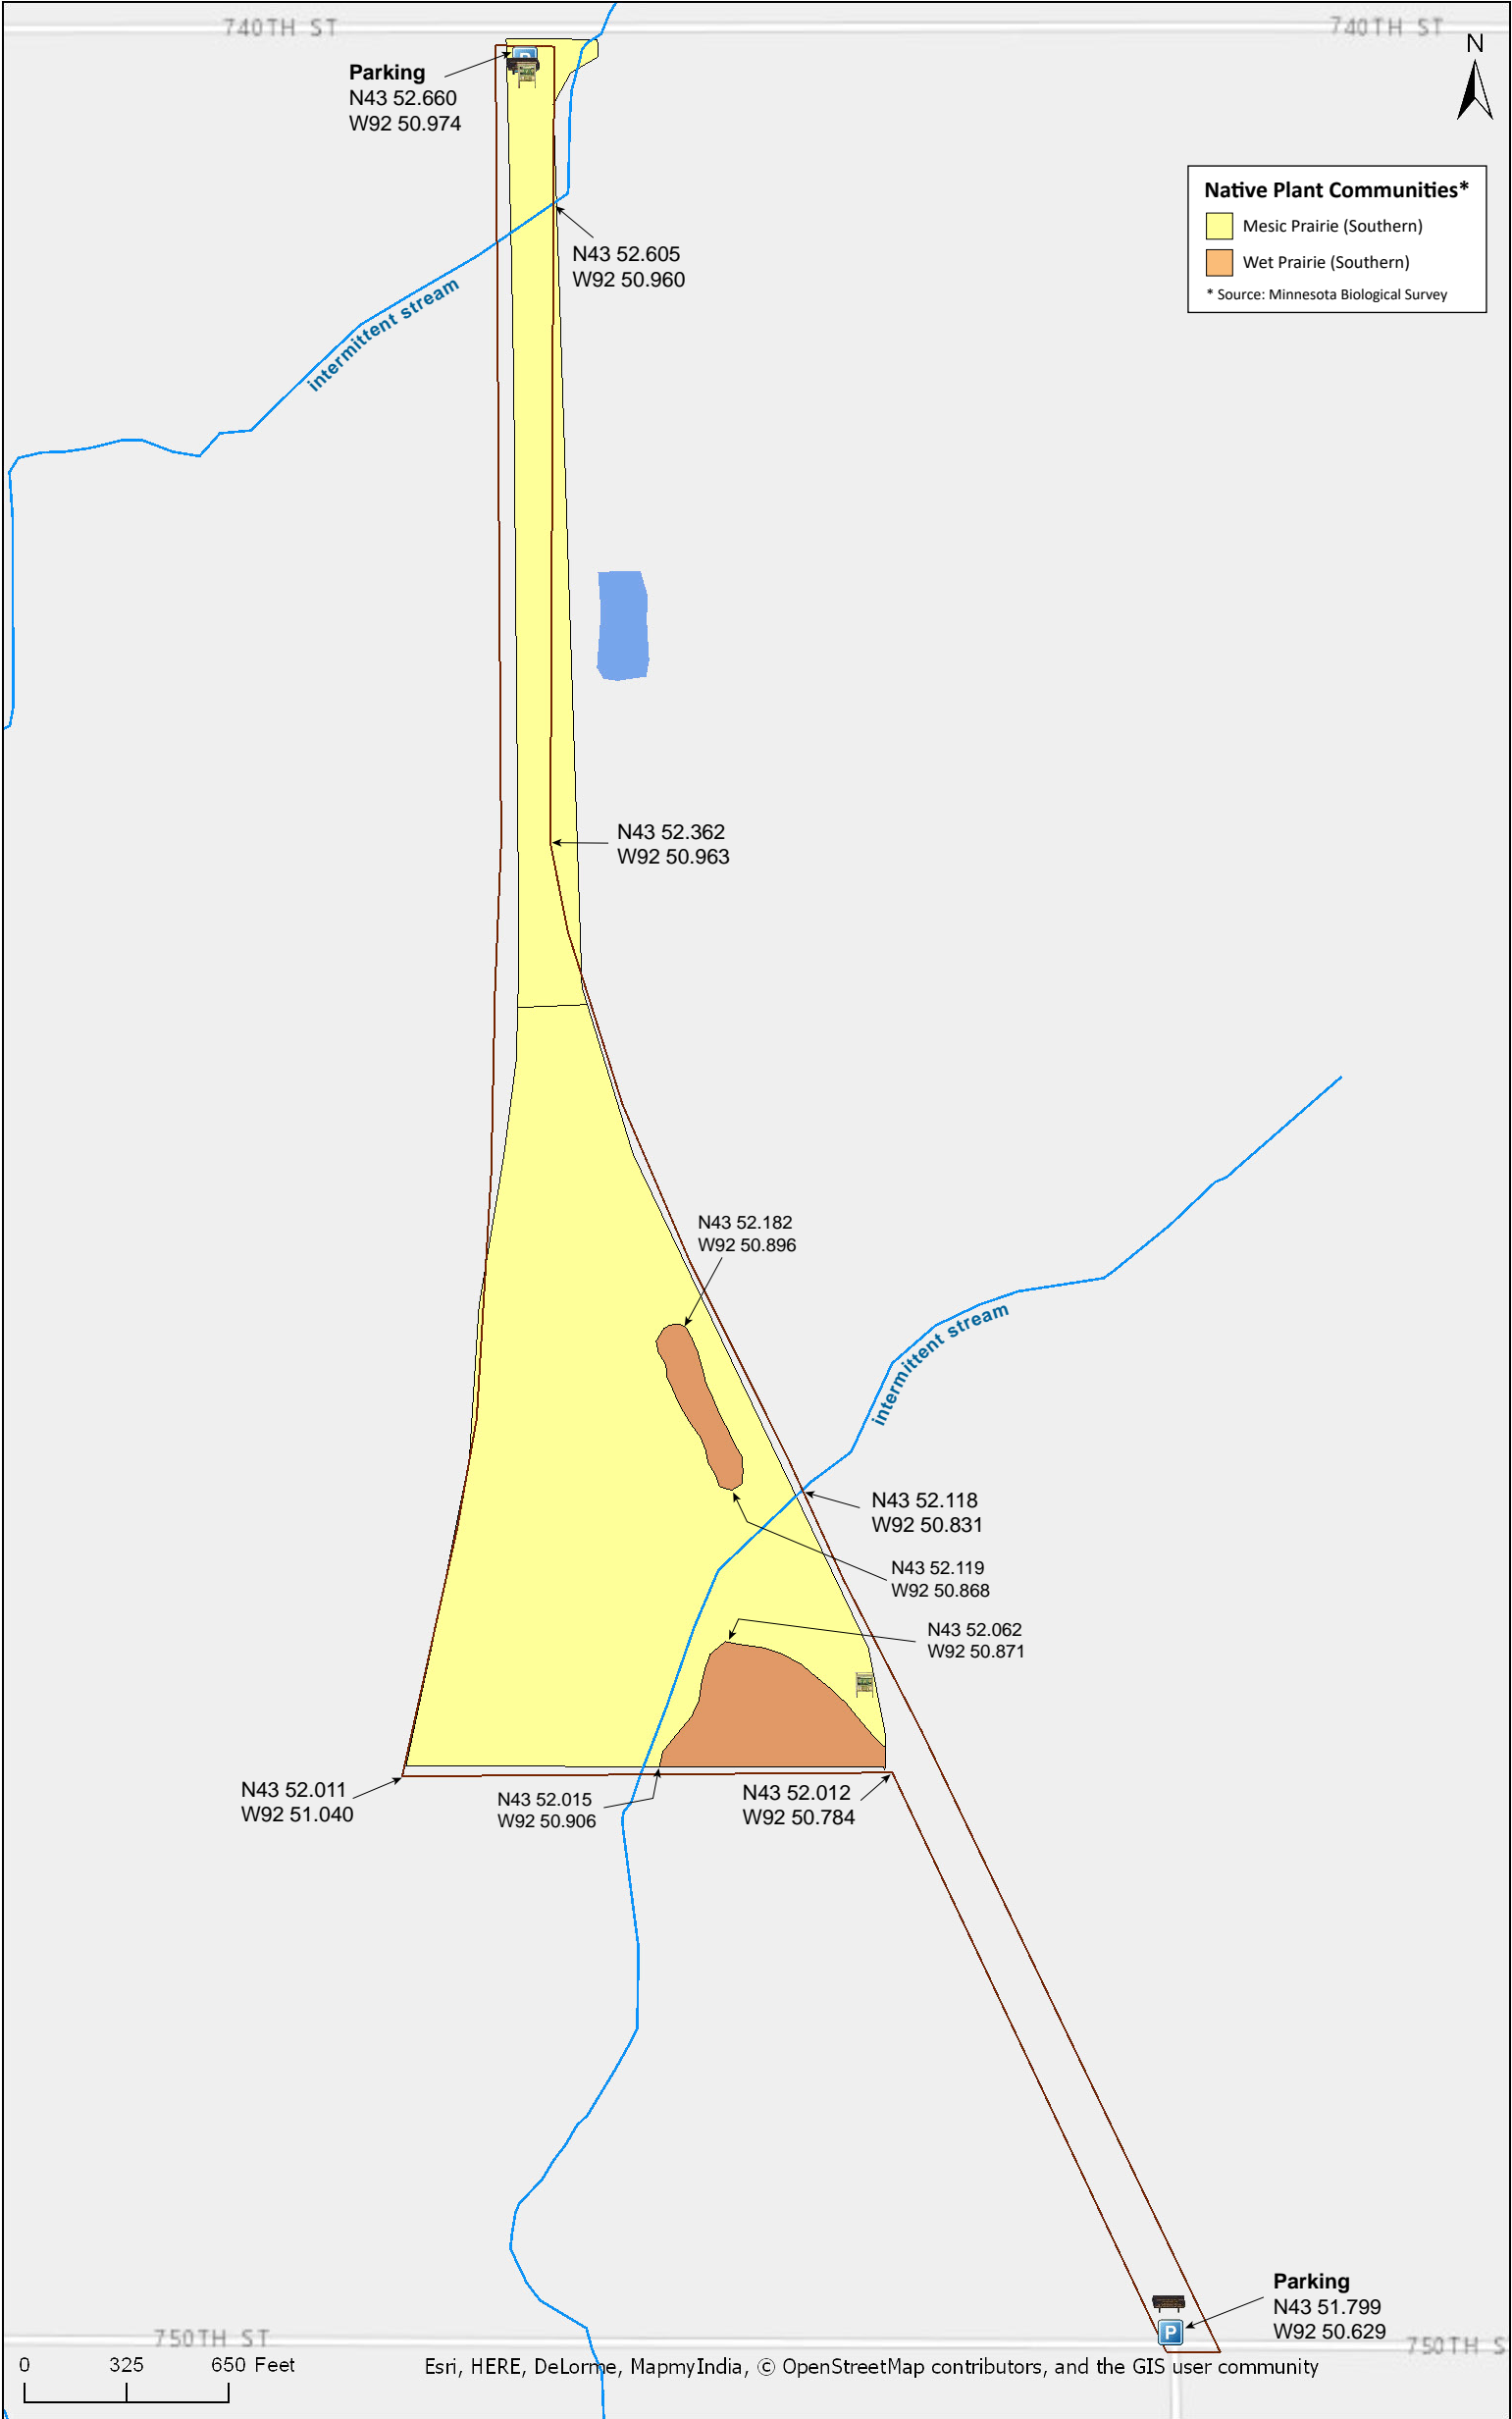 740TH ST
740TH ST
N
Parking
N43 52.660
W92 50.974
Native Plant Communities*
Mesic Prairie (Southern)
Wet Prairie (Southern)
* Source: Minnesota Biological Survey
N43 52.605
W92 50.960
intermittent stream
N43 52.362
W92 50.963
N43 52.182
W92 50.896
intermittent stream
N43 52.118
W92 50.831
N43 52.119
W92 50.868
N43 52.062
W92 50.871
N43 52.011
W92 51.040
N43 52.015
W92 50.906
N43 52.012
W92 50.784
Parking
N43 51.799
W92 50.629
P
750TH ST
750TH S
0 325 650 Feet
Esri, HERE, DeLorme, MapmyIndia, © OpenStreetMap contributors, and the GIS user community